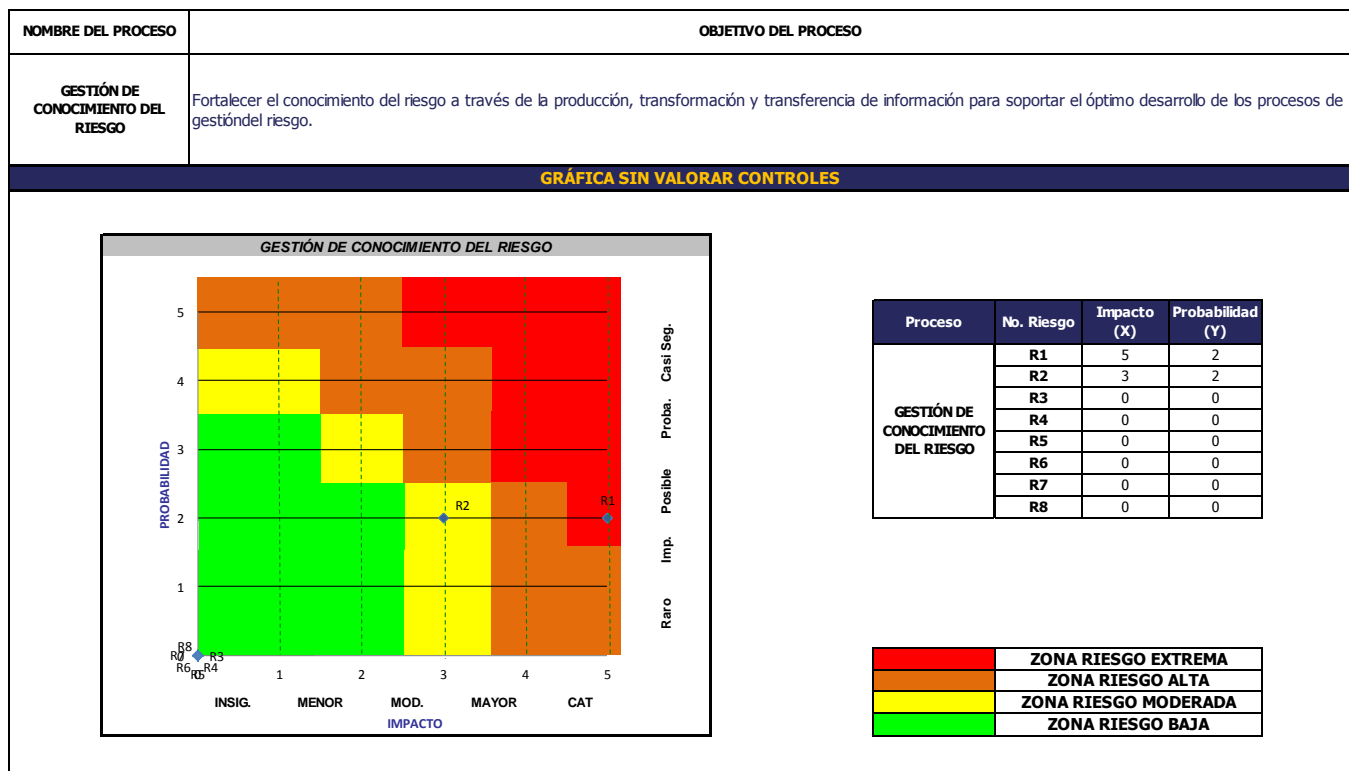 NOMBRE DEL PROCESO
OBJETIVO DEL PROCESO
GESTIÓN DE
CONOCIMIENTO DEL
RIESGO
Fortalecer el conocimiento del riesgo a través de la producción, transformación y transferencia de información para soportar el óptimo desarrollo de los procesos de
gestióndel riesgo.
GRÁFICA SIN VALORAR CONTROLES
GESTIÓN DE CONOCIMIENTO DEL RIESGO
PROBABILIDAD
5
4
3
2
1
0
R2
R1
R8
R7
R3
R6
R5
R4
0
1
2
3
4
5
INSIG.
MENOR
MOD.
MAYOR
CAT
IMPACTO
Raro
Imp.
Posible
Proba.
Casi Seg.
Proceso
No. Riesgo
Impacto
(X)
Probabilidad
(Y)
GESTIÓN DE
CONOCIMIENTO
DEL RIESGO
R1 5 2
R2 3 2
R3 0 0
R4 0 0
R5 0 0
R6 0 0
R7 0 0
R8 0 0
ZONA RIESGO EXTREMA
ZONA RIESGO ALTA
ZONA RIESGO MODERADA
ZONA RIESGO BAJA